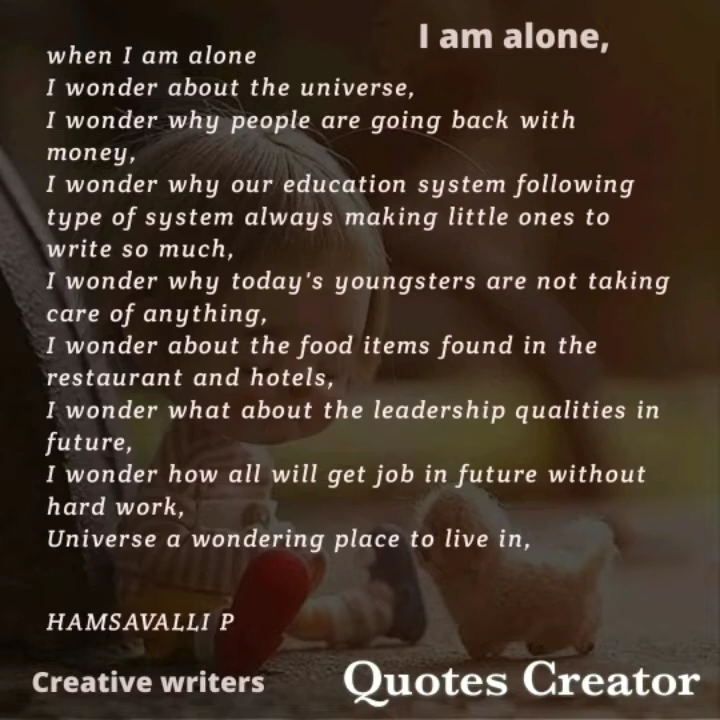 I am alone,
when I am alone
I wonder about the universe,
I wonder why people are going back with
money,
I wonder why our education system following
type of system always making little ones to
write so much,
I wonder why today's youngsters are not taking
care of anything,
I wonder about the food items found in the
restaurant and hotels,
I wonder what about the leadership qualities in
future,
I wonder how all will get job in future without
hard work,
Universe a wondering place to live in,
HAMSAVALLI P
Creative writers
Quotes Creator